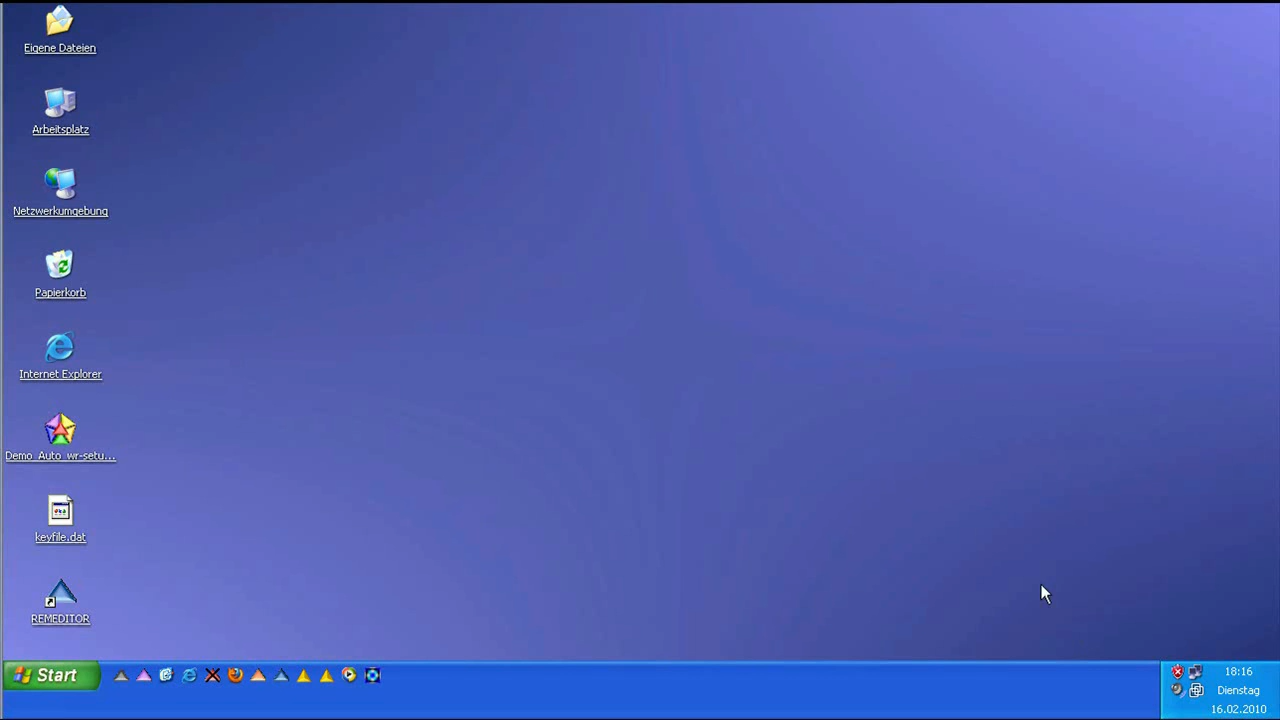 Eigene Dateien
Arbeitsplatz
Netzwerkumgebung
Papierkorb
Internet Explorer
Demo_Auto_wr-setu...
keyfile.dat
REMEDITOR
Start
18:16
Dienstag
16.02.2010